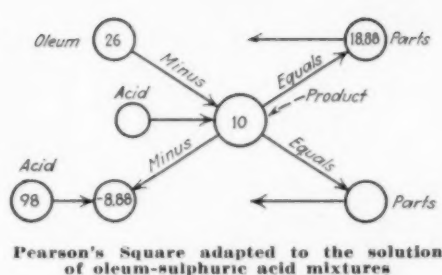 Oleum 26 18.88 Parts
Minus Equals
Acid Product
10
Acid Minus Equals
98 -8.88 Parts
Pearson's Square adapted to the solution
of oleum-sulphuric acid mixtures